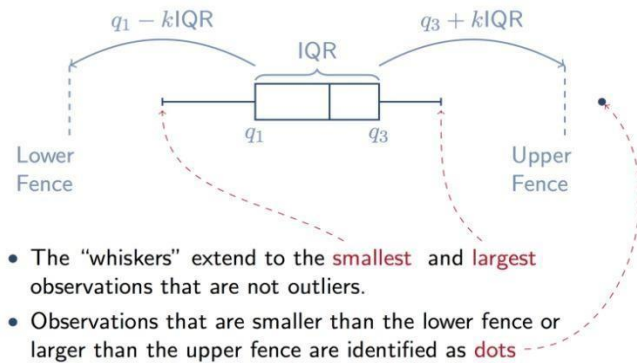 q₁ − kIQR
q₃ + kIQR
IQR
q₁
q₃
Lower
Fence
Upper
Fence
• The “whiskers” extend to the smallest and largest
observations that are not outliers.
• Observations that are smaller than the lower fence or
larger than the upper fence are identified as dots